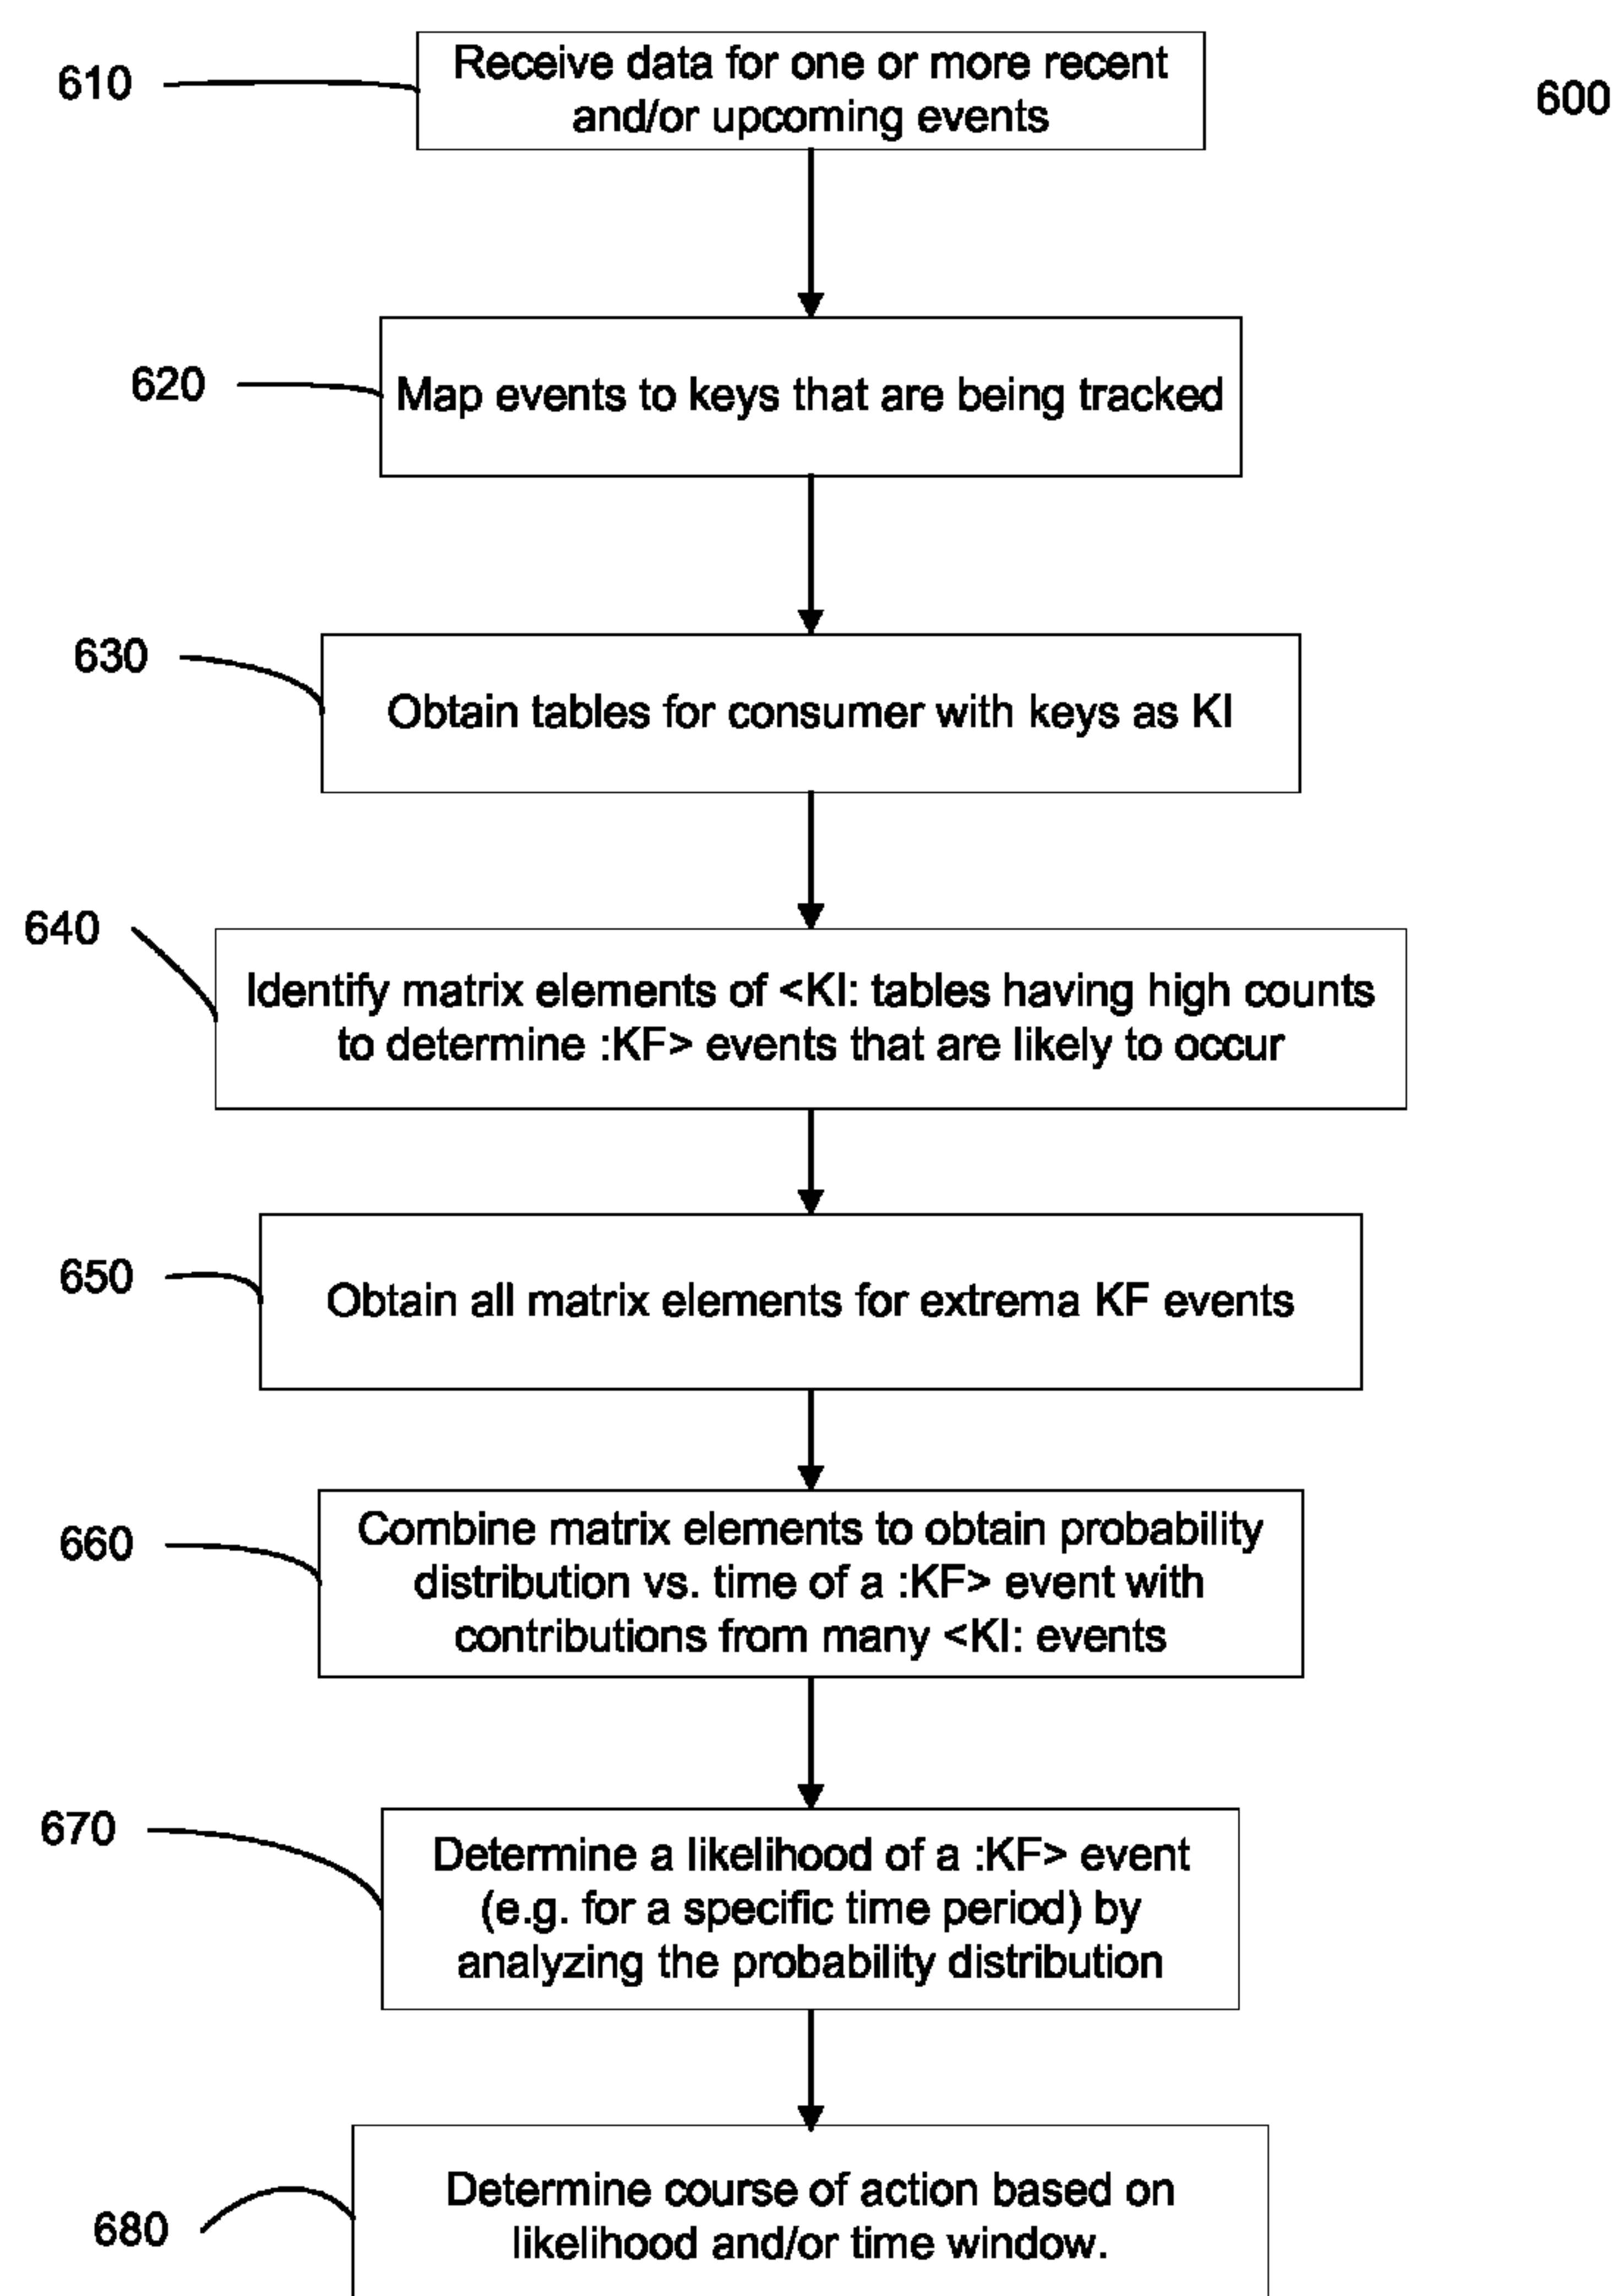 610
Receive data for one or more recent
and/or upcoming events
600
620
Map events to keys that are being tracked
630
Obtain tables for consumer with keys as KI
640
Identify matrix elements of <KI: tables having high counts
to determine :KF> events that are likely to occur
650
Obtain all matrix elements for extrema KF events
660
Combine matrix elements to obtain probability
distribution vs. time of a :KF> event with
contributions from many <KI: events
670
Determine a likelihood of a :KF> event
(e.g. for a specific time period) by
analyzing the probability distribution
680
Determine course of action based on
likelihood and/or time window.